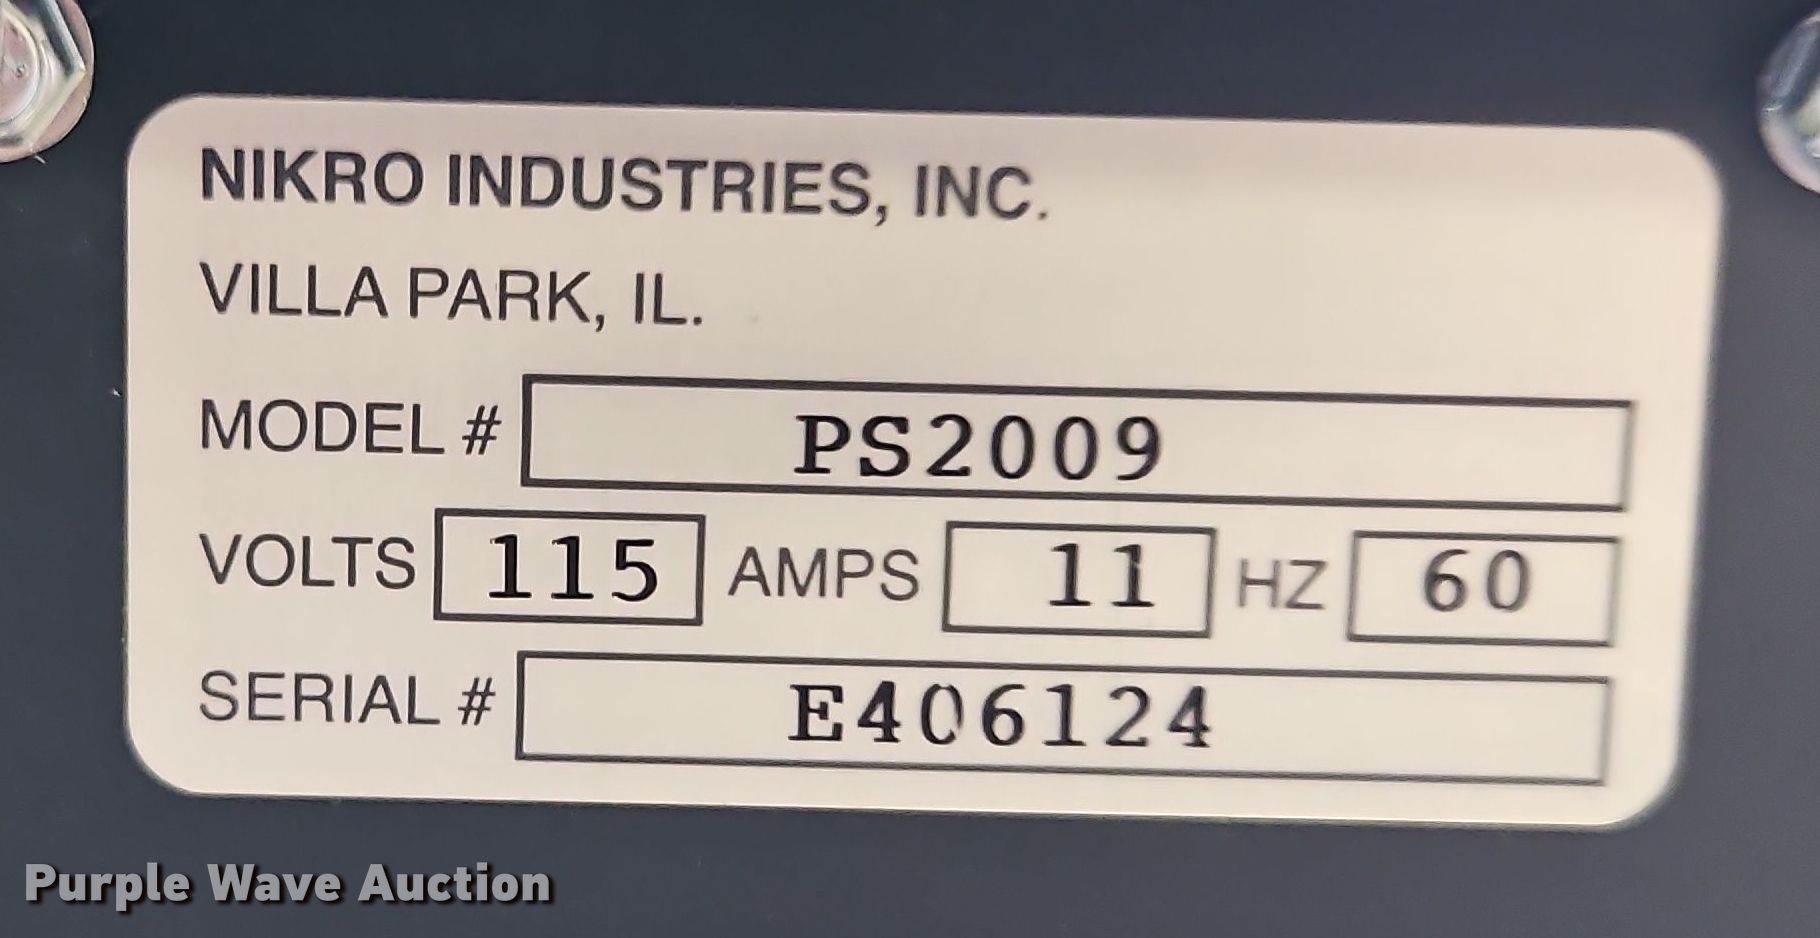 NIKRO INDUSTRIES, INC.
VILLA PARK, IL.
MODEL # PS2009
VOLTS 115 AMPS 11 HZ 60
SERIAL # E406124
Purple Wave Auction